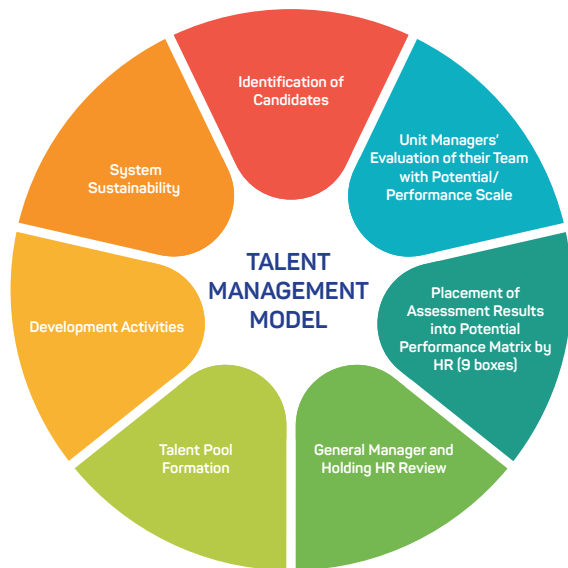 Identification of
Candidates
Unit Managers'
Evaluation of their Team
with Potential/
Performance Scale
Placement of
Assessment Results
into Potential
Performance Matrix by
HR (9 boxes)
General Manager and
Holding HR Review
Talent Pool
Formation
Development Activities
System
Sustainability
TALENT
MANAGEMENT
MODEL